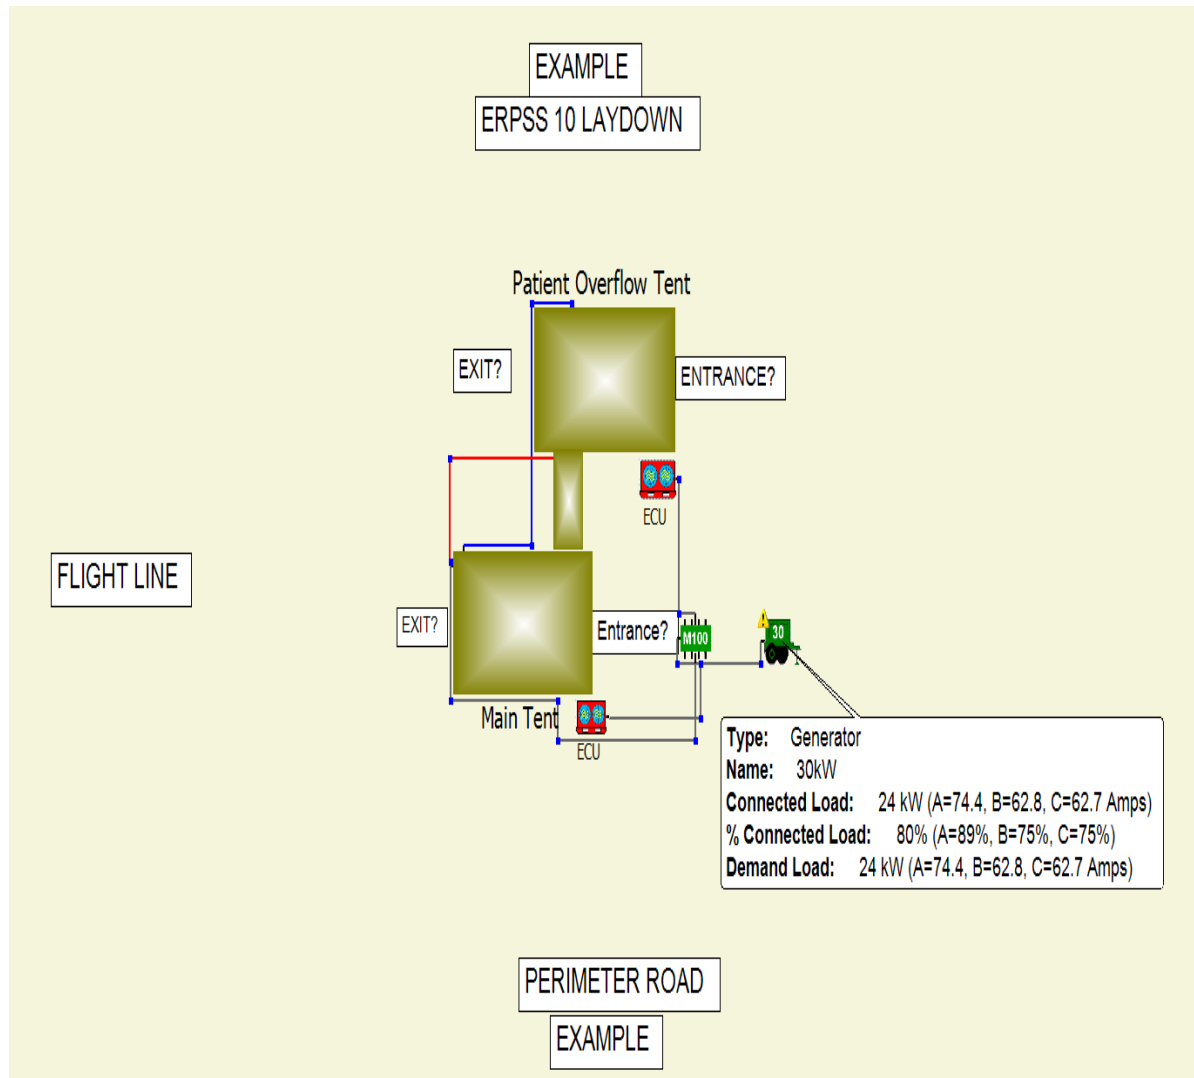 EXAMPLE
ERPSS 10 LAYDOWN
Patient Overflow Tent
EXIT?
ENTRANCE?
ECU
FLIGHT LINE
EXIT?
Entrance?
M100
30
Main Tent
ECU
Type: Generator
Name: 30kW
Connected Load: 24 kW (A=74.4, B=62.8, C=62.7 Amps)
% Connected Load: 80% (A=89%, B=75%, C=75%)
Demand Load: 24 kW (A=74.4, B=62.8, C=62.7 Amps)
PERIMETER ROAD
EXAMPLE